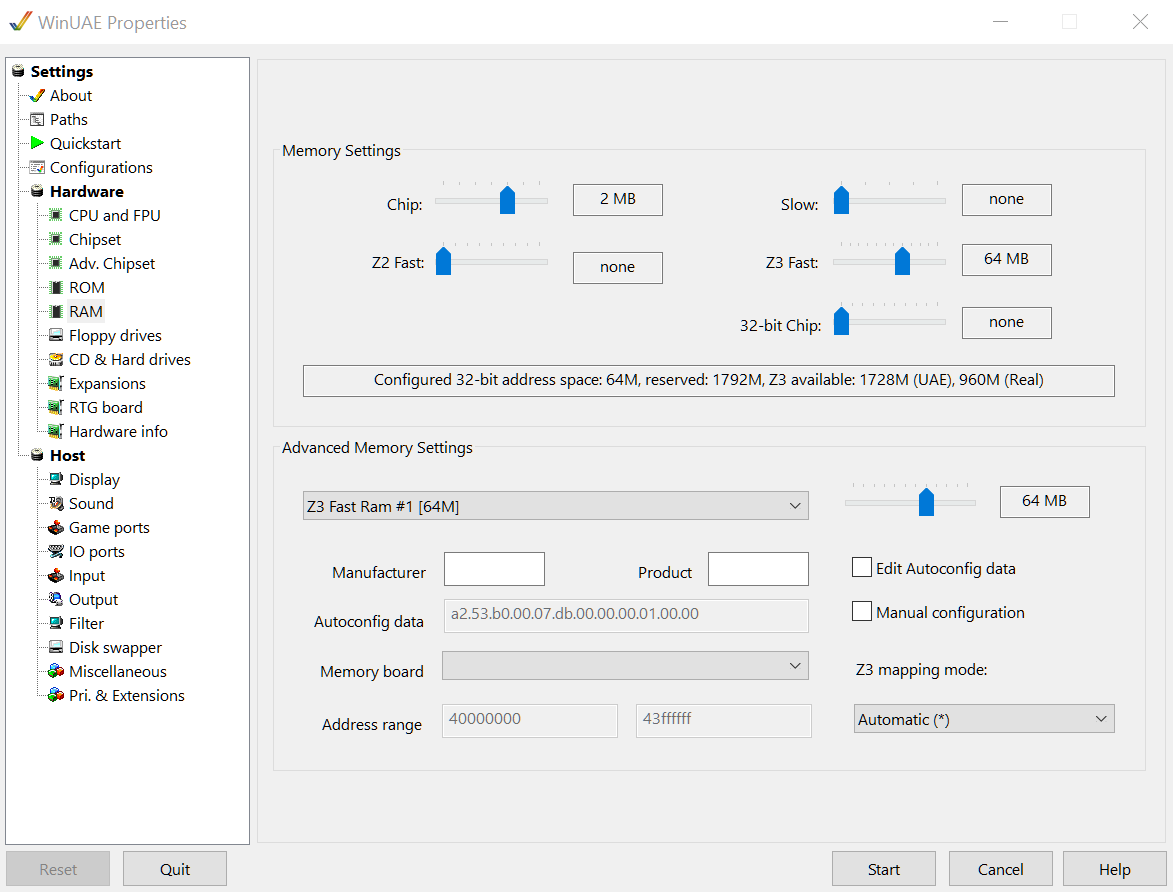 WinUAE Properties
Settings
About
Paths
Quickstart
Configurations
Hardware
CPU and FPU
Chipset
Adv. Chipset
ROM
RAM
Floppy drives
CD & Hard drives
Expansions
RTG board
Hardware info
Host
Display
Sound
Game ports
IO ports
Input
Output
Filter
Disk swapper
Miscellaneous
Pri. & Extensions
Memory Settings
Chip: 2 MB Slow: none
Z2 Fast: none Z3 Fast: 64 MB
32-bit Chip: none
Configured 32-bit address space: 64M, reserved: 1792M, Z3 available: 1728M (UAE), 960M (Real)
Advanced Memory Settings
Z3 Fast Ram #1 [64M] 64 MB
Manufacturer Product Edit Autoconfig data
Autoconfig data a2.53.b0.00.07.db.00.00.00.01.00.00 Manual configuration
Memory board Z3 mapping mode:
Address range 40000000 43ffffff Automatic (*)
Reset Quit Start Cancel Help